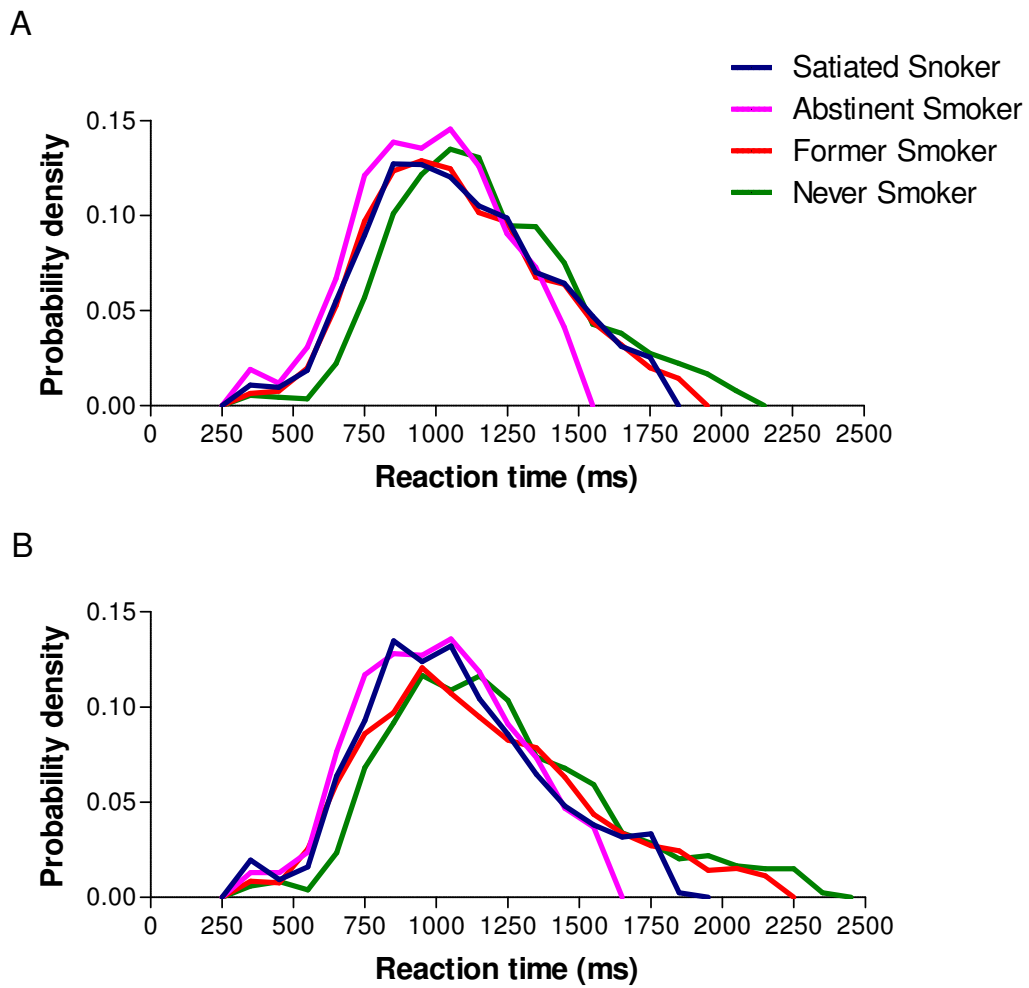 A
Satiated Snoker
Abstinent Smoker
Former Smoker
Never Smoker
Probability density
0.15
0.10
0.05
0.00
0 250 500 750 1000 1250 1500 1750 2000 2250 2500
Reaction time (ms)
B
Probability density
0.15
0.10
0.05
0.00
0 250 500 750 1000 1250 1500 1750 2000 2250 2500
Reaction time (ms)